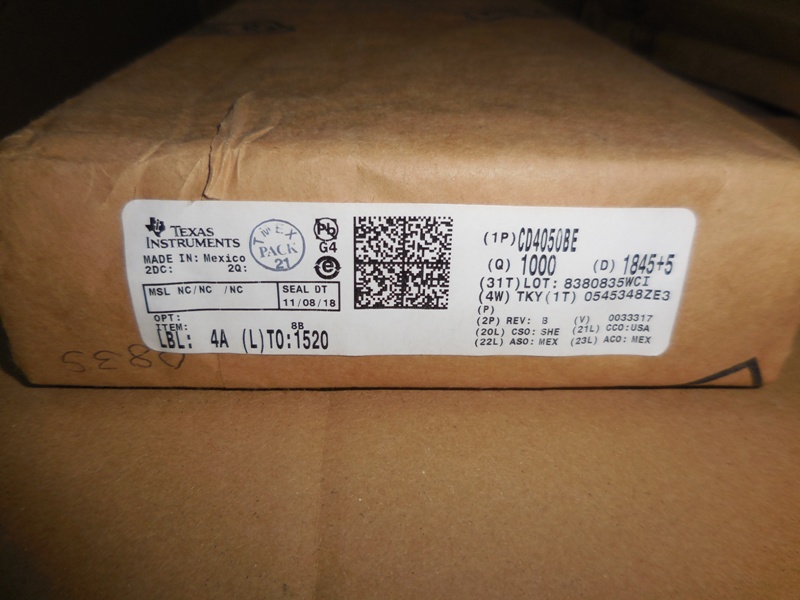 TEXAS
INSTRUMENTS
MADE IN: Mexico
2DC: 2Q:
TMEX
PACK
21
Pb
G4
e
MSL NC/NC /NC
SEAL DT
11/08/18
OPT:
ITEM: 8B
LBL: 4A (L)TO:1520
(1P)CD4050BE
(Q) 1000 (D) 1845+5
(31T)LOT: 8380835WCI
(4W) TKY(1T) 0545348ZE3
(P)
(2P) REV: B (V) 0033317
(20L) CSO: SHE (21L) CCO:USA
(22L) ASO: MEX (23L) ACO: MEX